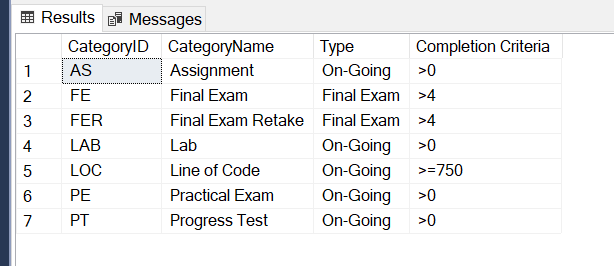 Results Messages
CategoryID CategoryName Type Completion Criteria
1 AS Assignment On-Going >0
2 FE Final Exam Final Exam >4
3 FER Final Exam Retake Final Exam >4
4 LAB Lab On-Going >0
5 LOC Line of Code On-Going >=750
6 PE Practical Exam On-Going >0
7 PT Progress Test On-Going >0